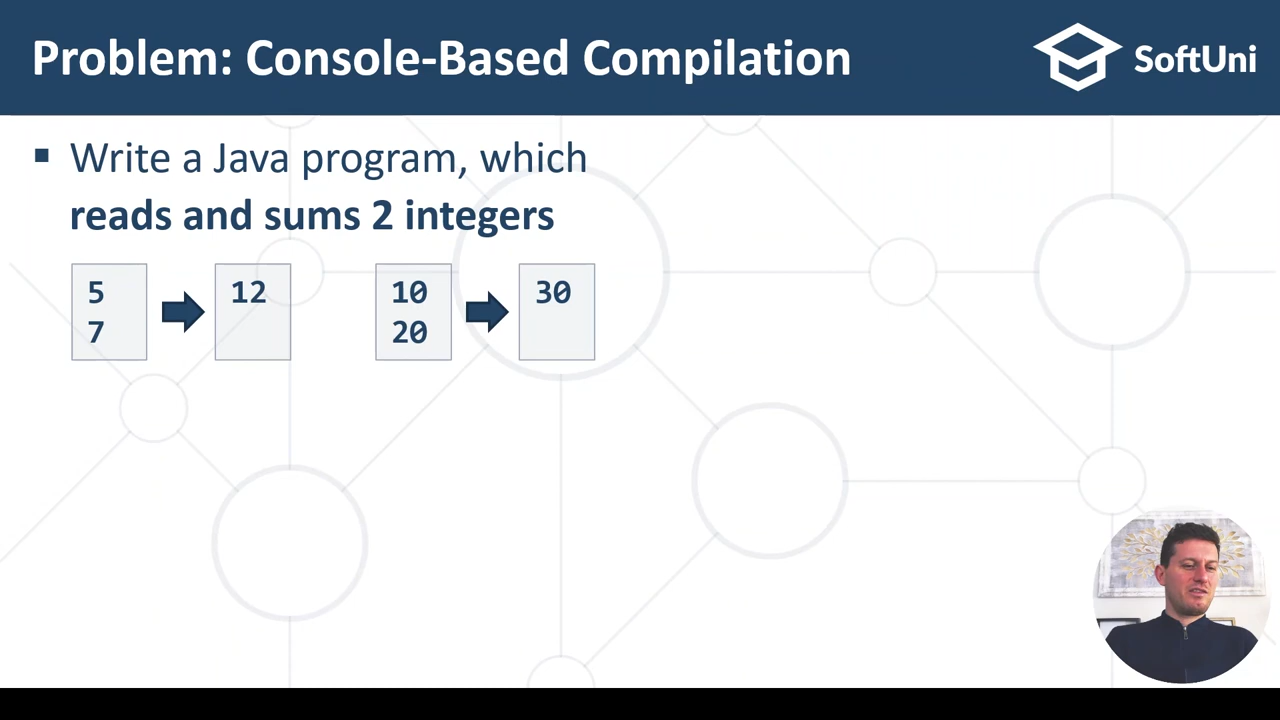 Problem: Console-Based Compilation
SoftUni
▪ Write a Java program, which
reads and sums 2 integers
5
7
12
10
20
30